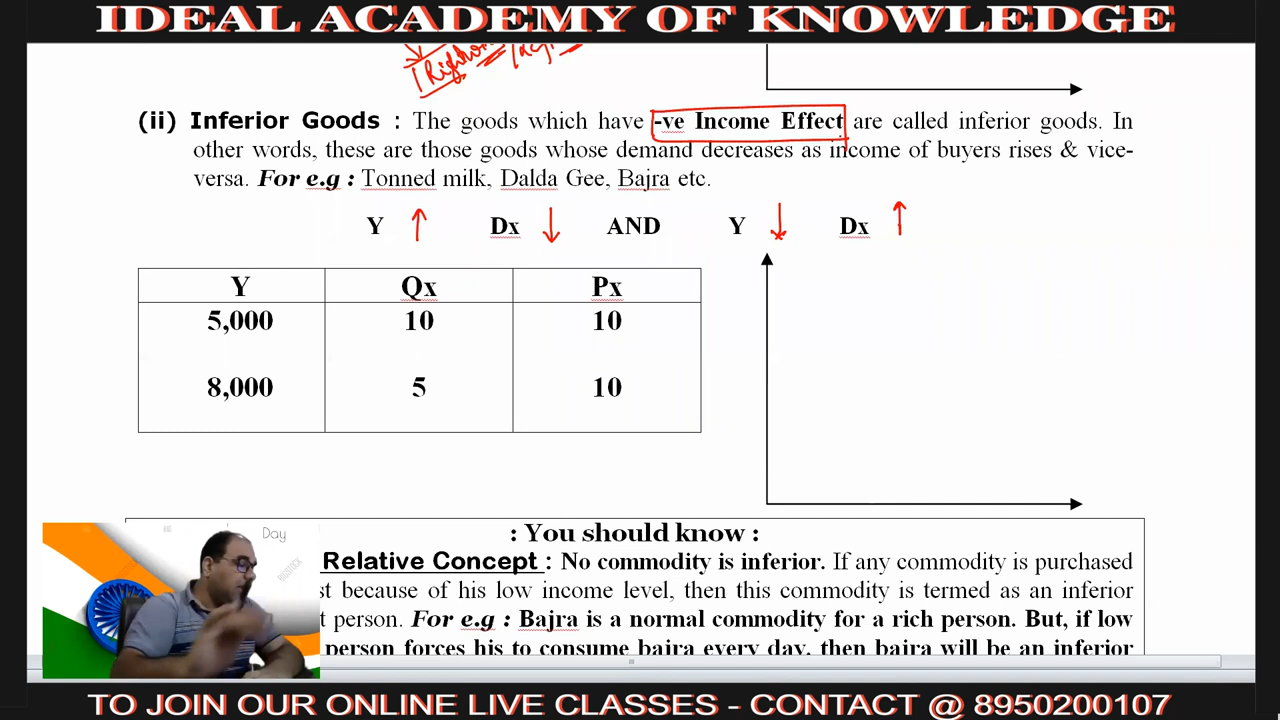 IDEAL ACADEMY OF KNOWLEDGE
(ii) Inferior Goods : The goods which have -ve Income Effect are called inferior goods. In
other words, these are those goods whose demand decreases as income of buyers rises & vice-
versa. For e.g : Tonned milk, Dalda Gee, Bajra etc.
Y ↑ Dx ↓ AND Y ↓ Dx ↑
Y Qx Px
5,000 10 10
8,000 5 10
Day
: You should know :
Relative Concept : No commodity is inferior. If any commodity is purchased
st because of his low income level, then this commodity is termed as an inferior
t person. For e.g : Bajra is a normal commodity for a rich person. But, if low
person forces his to consume bajra every day, then bajra will be an inferior
TO JOIN OUR ONLINE LIVE CLASSES - CONTACT @ 8950200107